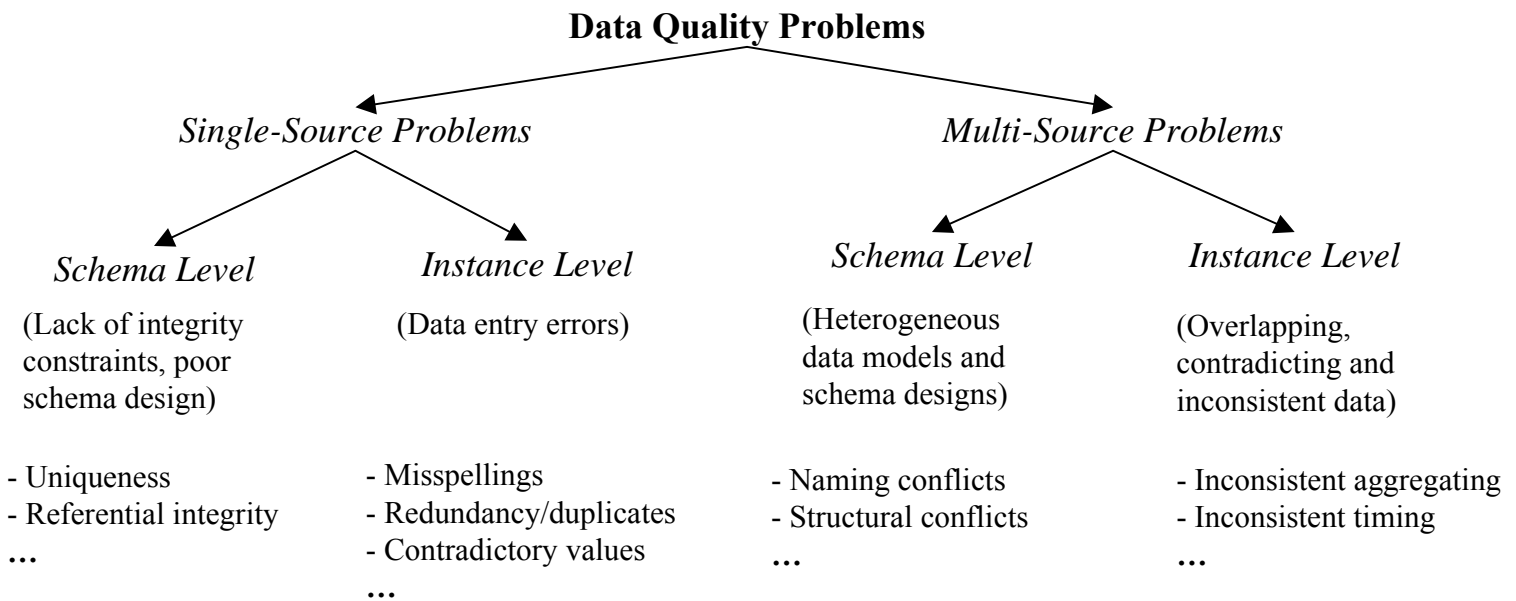 Data Quality Problems
Single-Source Problems
Multi-Source Problems
Schema Level
Instance Level
Schema Level
Instance Level
(Lack of integrity
constraints, poor
schema design)
(Data entry errors)
(Heterogeneous
data models and
schema designs)
(Overlapping,
contradicting and
inconsistent data)
- Uniqueness
- Referential integrity
...
- Misspellings
- Redundancy/duplicates
- Contradictory values
...
- Naming conflicts
- Structural conflicts
...
- Inconsistent aggregating
- Inconsistent timing
...